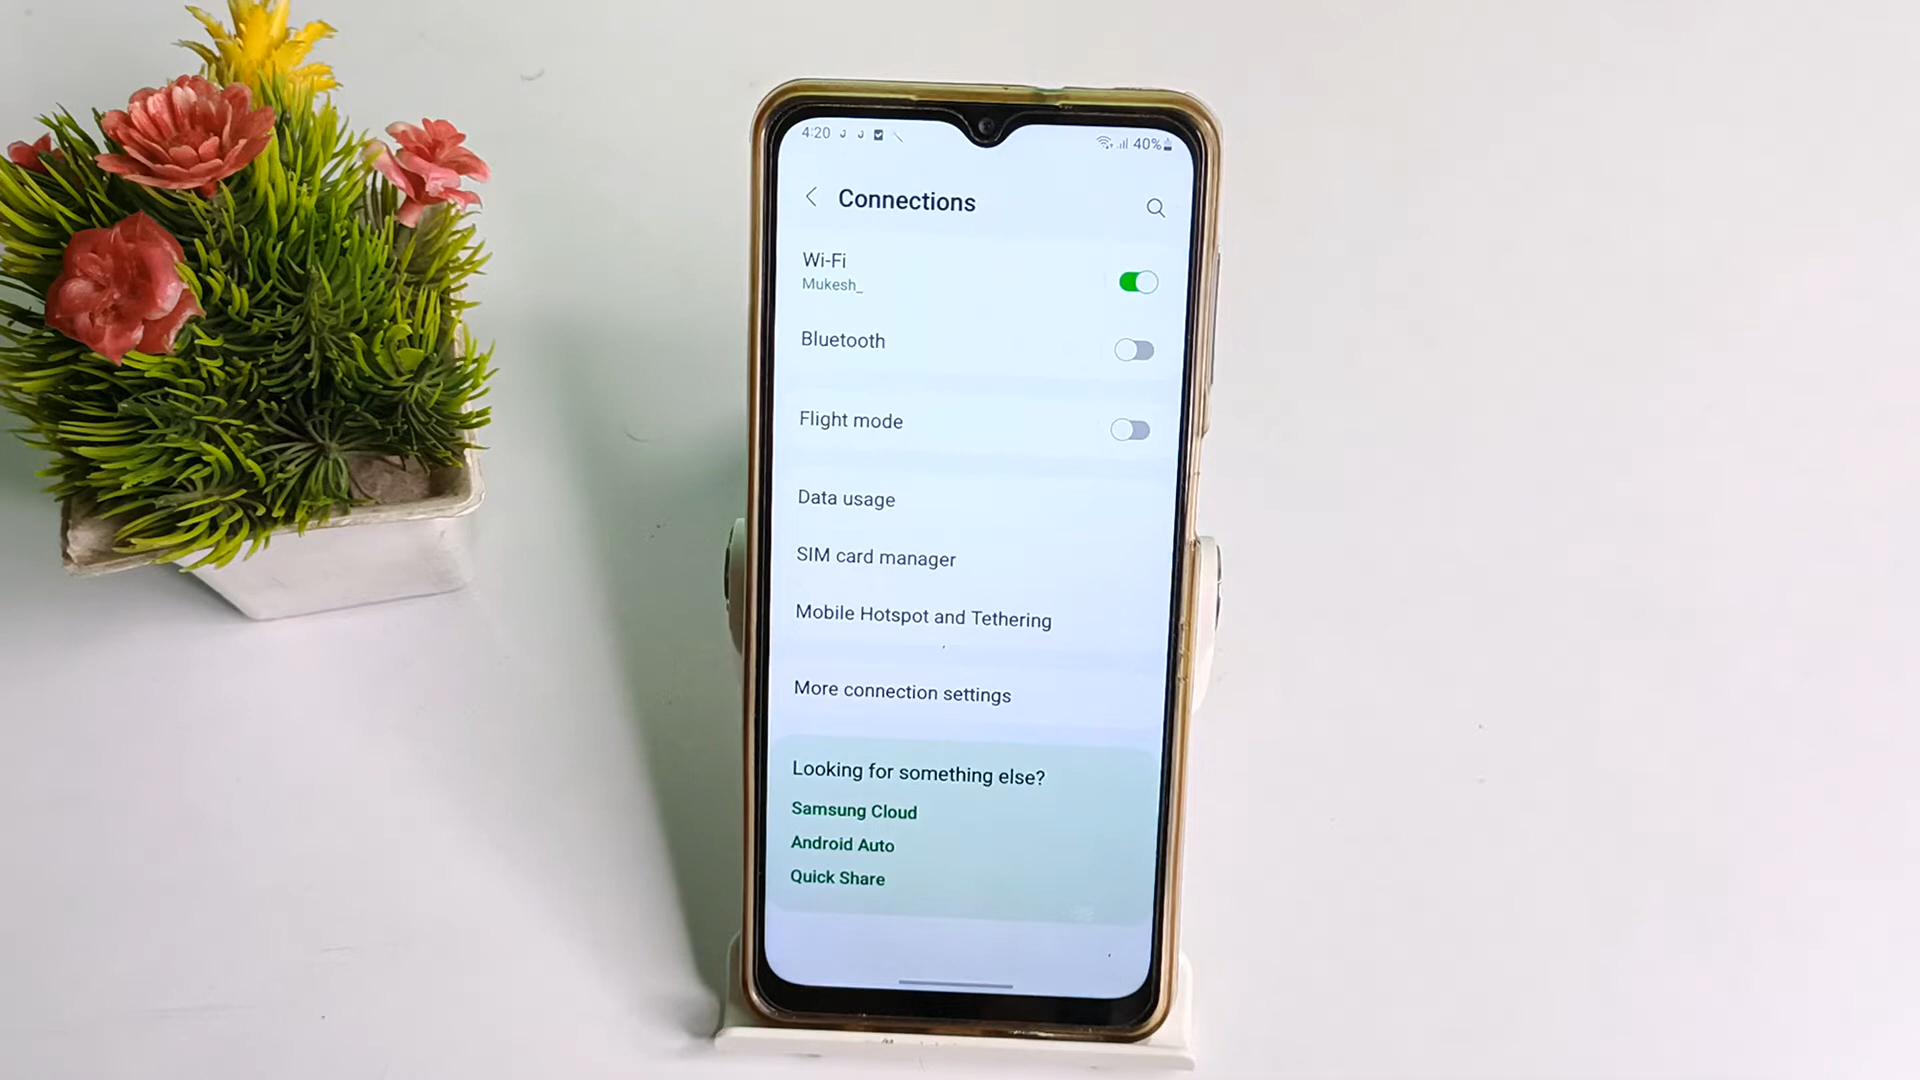 4:20 40%
Connections
Wi-Fi
Mukesh_
Bluetooth
Flight mode
Data usage
SIM card manager
Mobile Hotspot and Tethering
More connection settings
Looking for something else?
Samsung Cloud
Android Auto
Quick Share